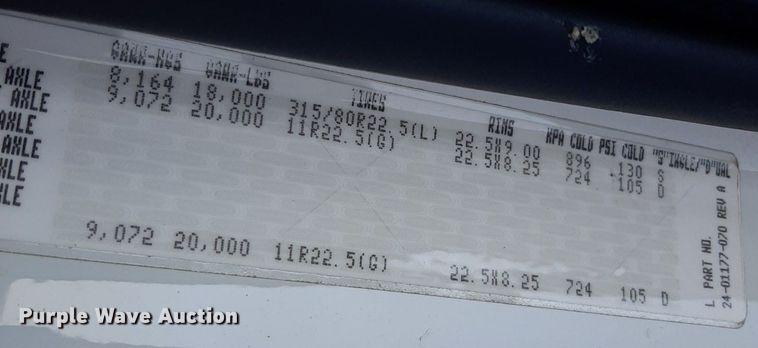 GAWR-KGS GAWR-LBS TIRES RIMS KPA COLD PSI COLD "S"INGLE/"D"UAL
AXLE 8,164 18,000 315/80R22.5(L) 22.5X9.00 896 130 S
AXLE 9,072 20,000 11R22.5(G) 22.5X8.25 724 105 D
AXLE
AXLE
AXLE
9,072 20,000 11R22.5(G) 22.5X8.25 724 105 D
L PART NO.
24-01177-070 REV A
Purple Wave Auction